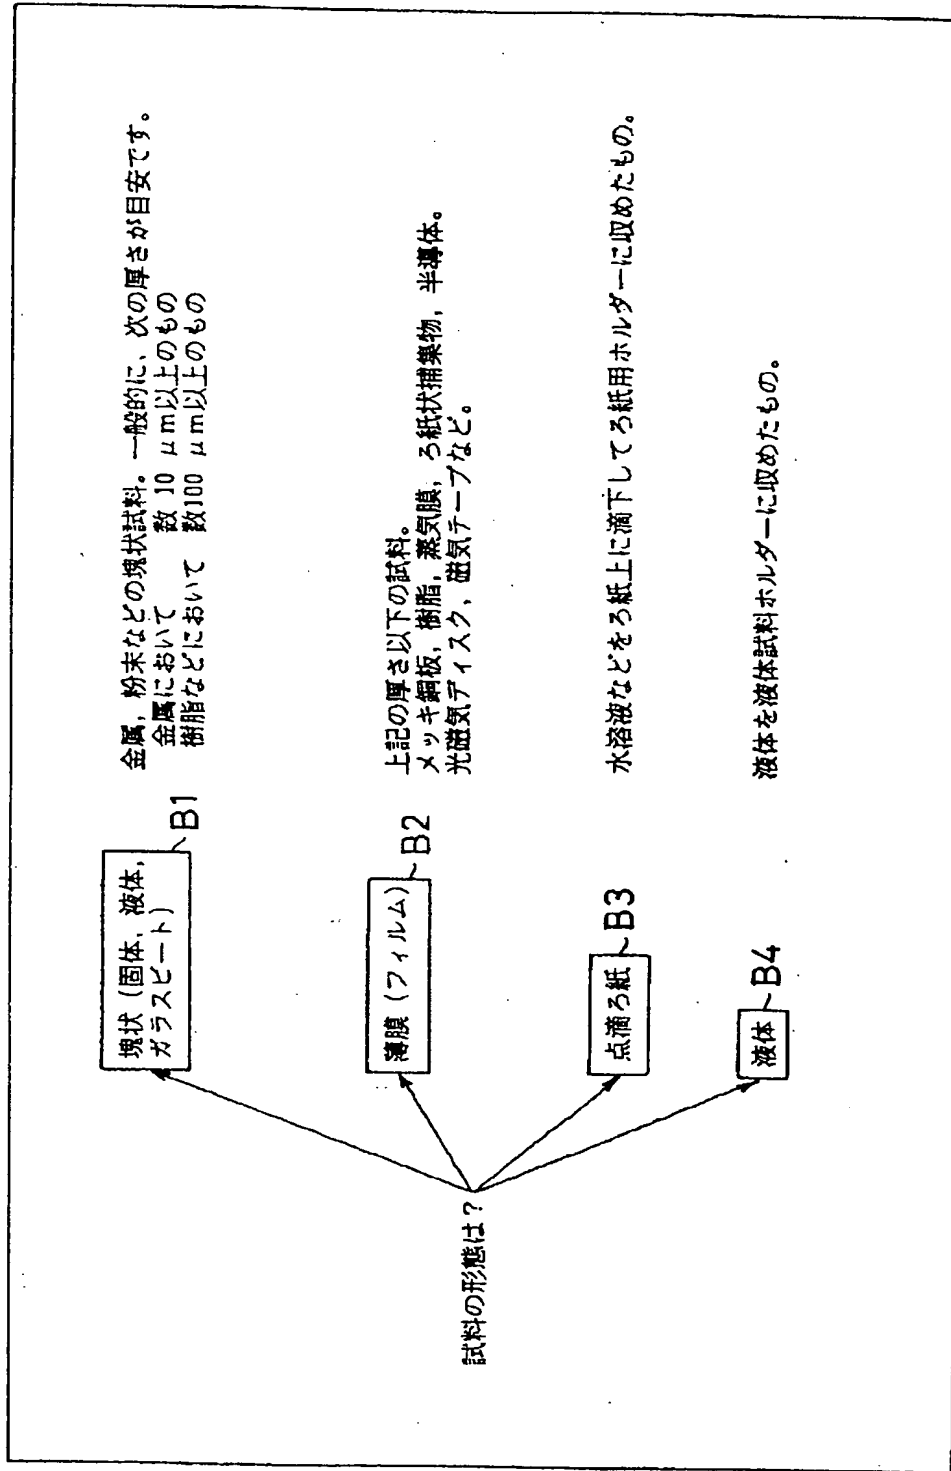 試料の形態は?
塊状(固体、液体,
ガラスビート)
B1
金属,粉末などの塊状試料。一般的に、次の厚さが目安です。
金属において 数 10 μm以上のもの
樹脂などにおいて 数100 μm以上のもの
薄膜(フィルム)
B2
上記の厚さ以下の試料。
メッキ鋼板,樹脂,蒸気膜,ろ紙状捕集物,半導体。
光磁気ディスク,磁気テープなど。
点滴ろ紙
B3
水溶液などをろ紙上に滴下してろ紙用ホルダーに収めたもの。
液体
B4
液体を液体試料ホルダーに収めたもの。